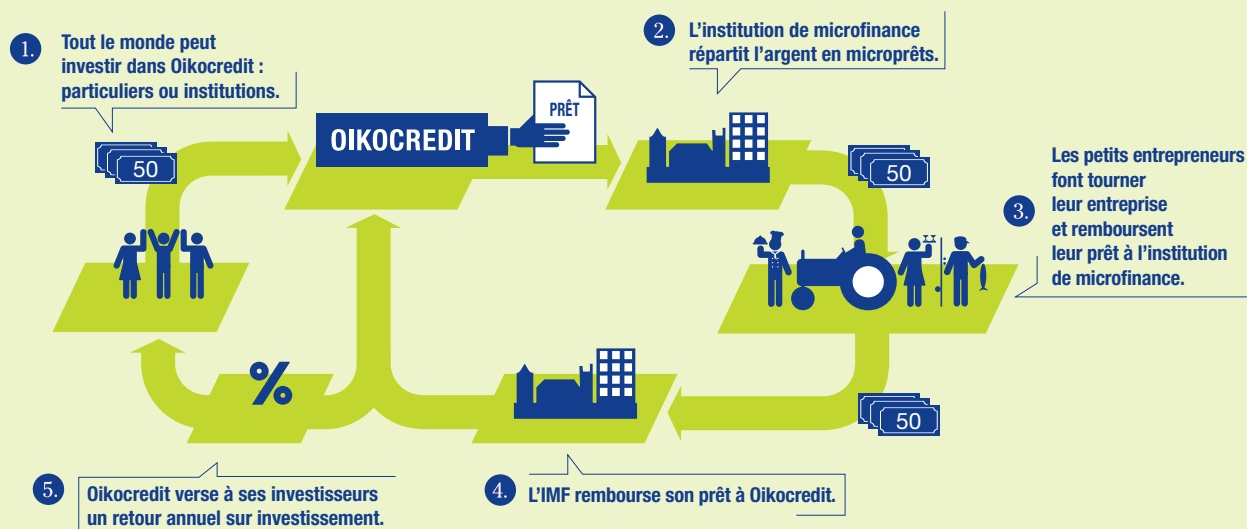 1.
Tout le monde peut
investir dans Oikocredit :
particuliers ou institutions.
50
OIKOCREDIT
PRÊT
2.
L’institution de microfinance
répartit l’argent en microprêts.
50
3.
Les petits entrepreneurs
font tourner
leur entreprise
et remboursent
leur prêt à l’institution
de microfinance.
50
4.
L’IMF rembourse son prêt à Oikocredit.
%
5.
Oikocredit verse à ses investisseurs
un retour annuel sur investissement.